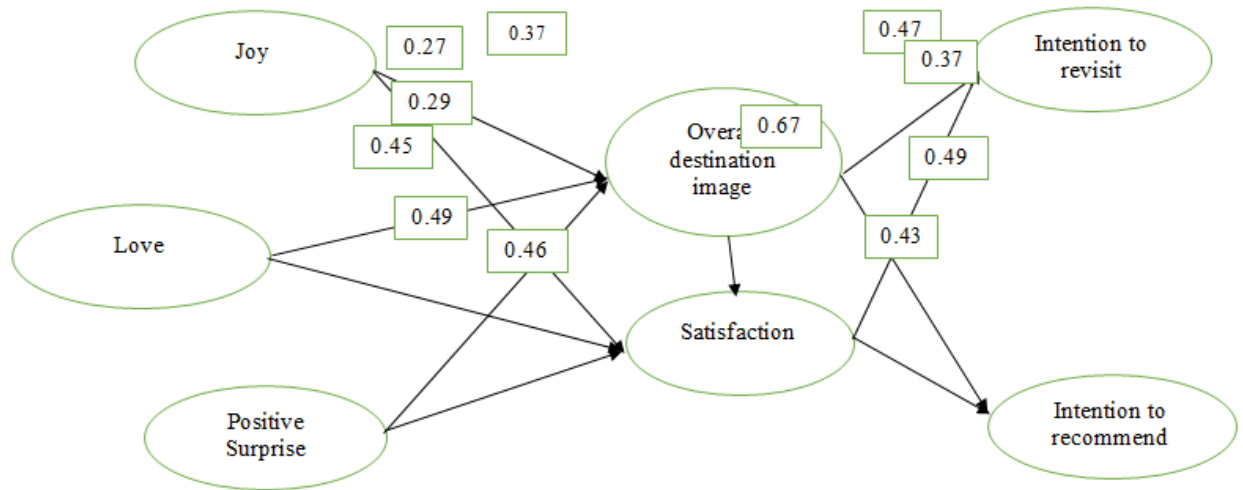 Joy
0.27
0.37
0.47
0.37
Intention to
revisit
0.29
0.45
0.67
destination
image
0.49
0.49
Love
0.46
0.43
Satisfaction
Positive
Surprise
Intention to
recommend